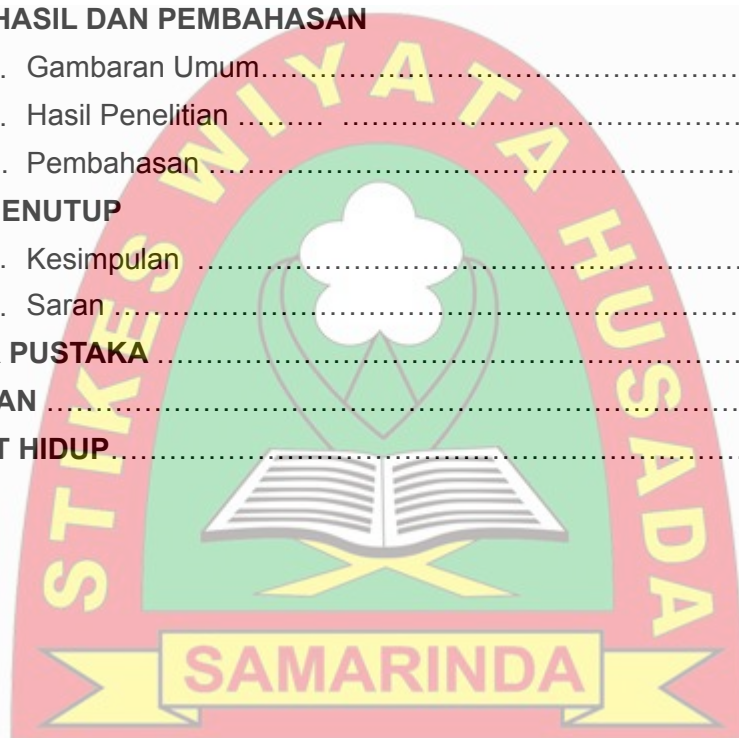 HASIL DAN PEMBAHASAN
. Gambaran Umum..............................................................
. Hasil Penelitian ........ ................................................
. Pembahasan ..................................................................
ENUTUP
. Kesimpulan ..................................................................
. Saran ...........................................................................
PUSTAKA ........................................................................
AN ...................................................................................
T HIDUP...........................................................................
STIKES WIYATA HUSADA
SAMARINDA